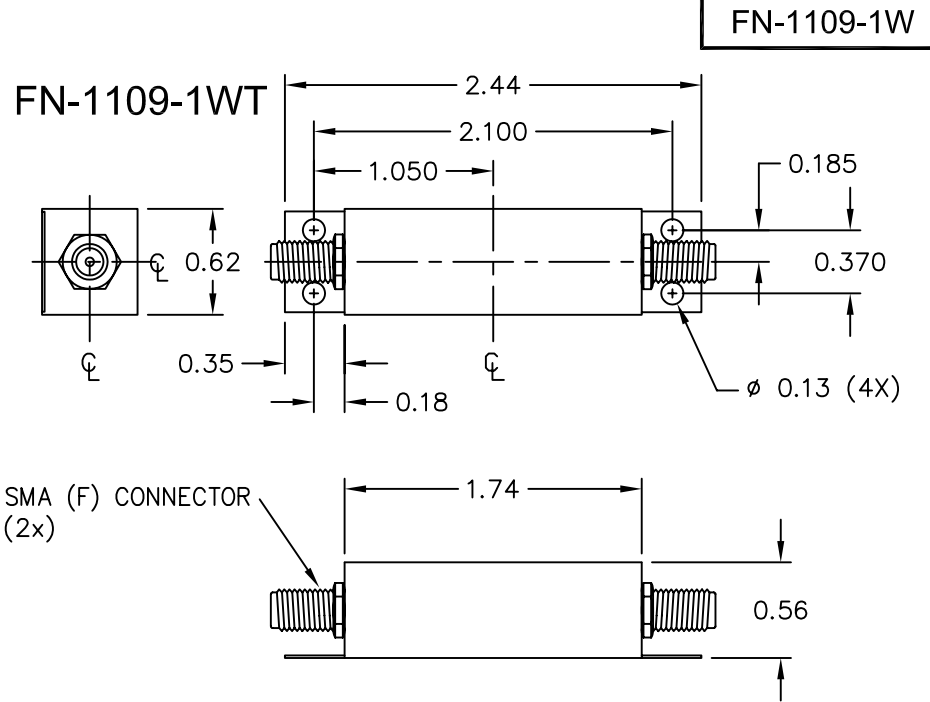 FN-1109-1W
FN-1109-1WT
2.44
2.100
1.050
0.185
℄ 0.62
0.370
℄
0.35
℄
0.18
ø 0.13 (4X)
SMA (F) CONNECTOR
(2x)
1.74
0.56